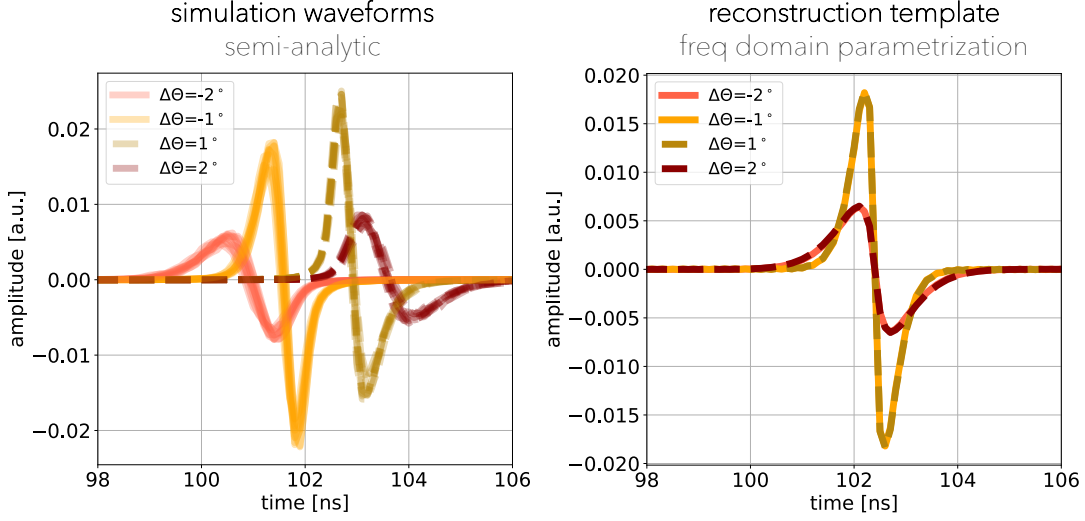 simulation waveforms
semi-analytic
ΔΘ=-2°
ΔΘ=-1°
ΔΘ=1°
ΔΘ=2°
0.02
0.01
0.00
−0.01
−0.02
amplitude [a.u.]
98 100 102 104 106
time [ns]
reconstruction template
freq domain parametrization
ΔΘ=-2°
ΔΘ=-1°
ΔΘ=1°
ΔΘ=2°
0.020
0.015
0.010
0.005
0.000
−0.005
−0.010
−0.015
−0.020
amplitude [a.u.]
98 100 102 104 106
time [ns]